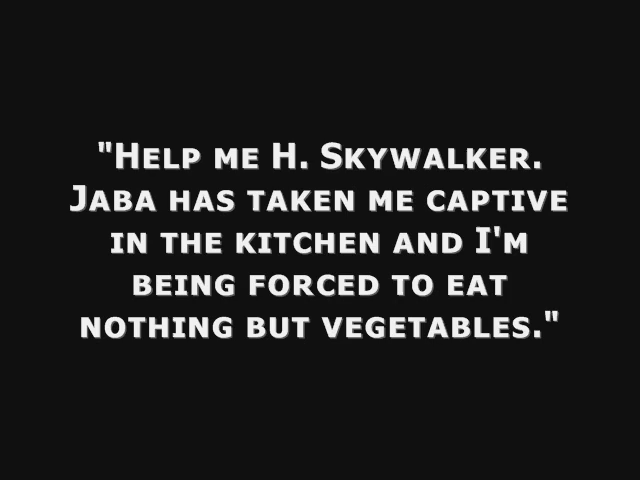 "Help me H. Skywalker.
Jaba has taken me captive
in the kitchen and I'm
being forced to eat
nothing but vegetables."